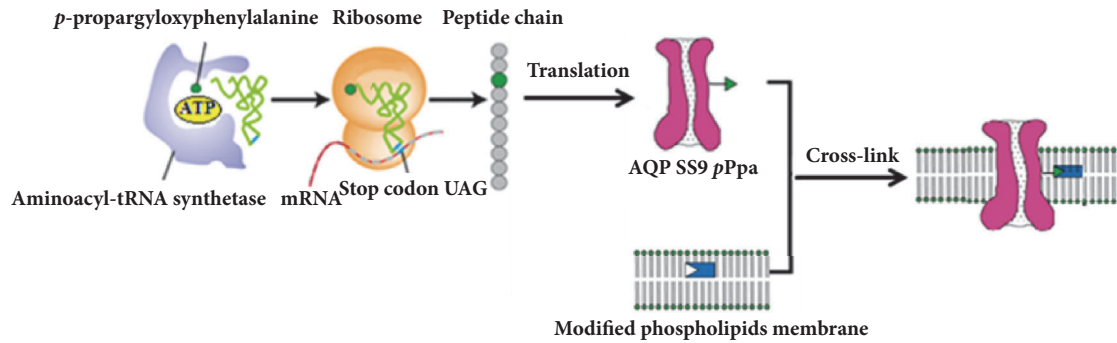 p-propargyloxyphenylalanine
Ribosome
Peptide chain
ATP
Translation
Aminoacyl-tRNA synthetase
mRNA
Stop codon UAG
AQP SS9 pPpa
Cross-link
Modified phospholipids membrane